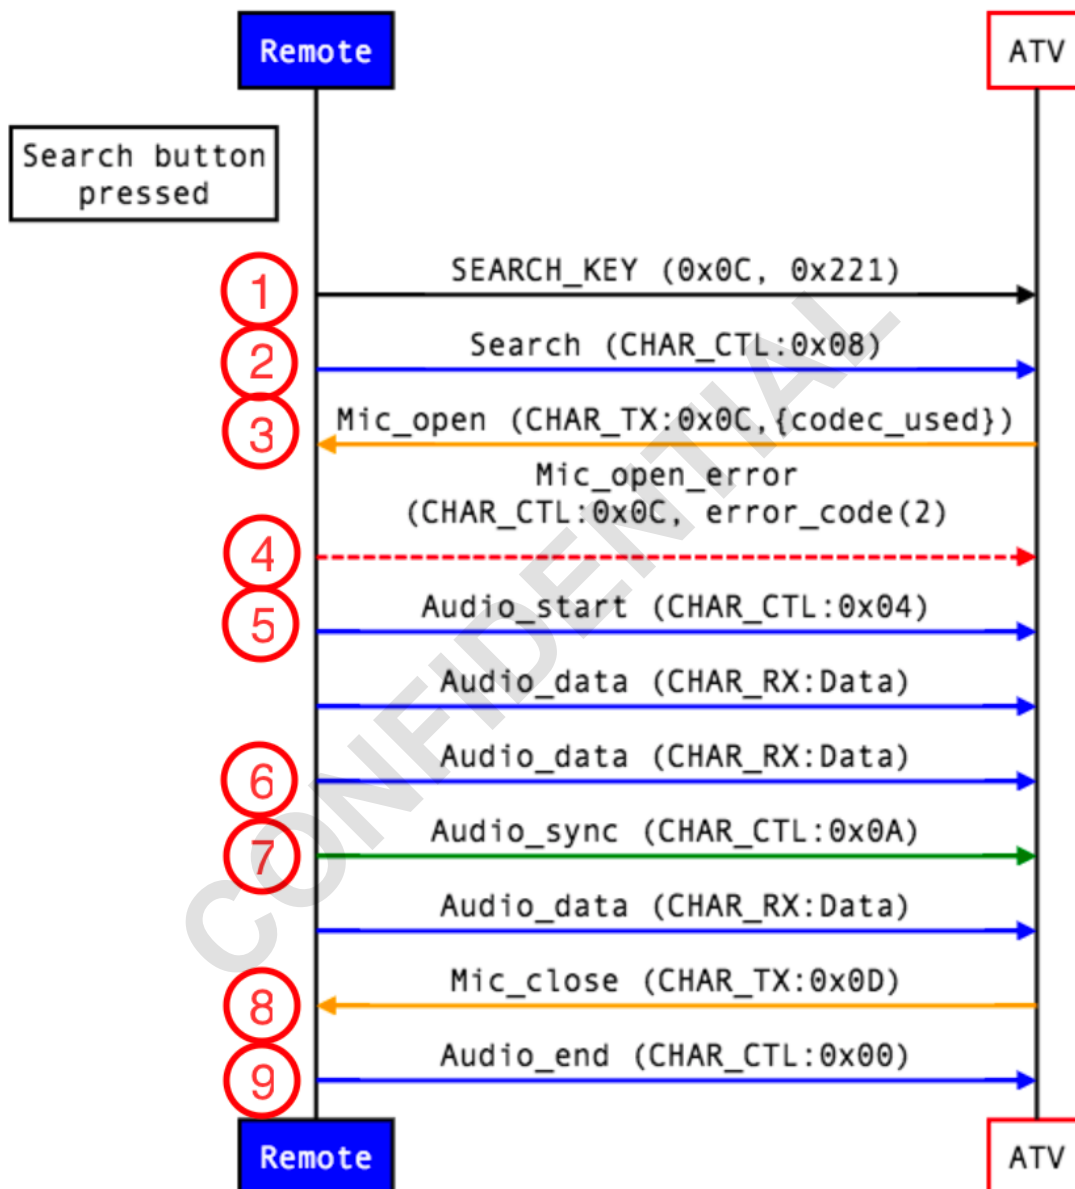 Remote
ATV
Search button
pressed
1
SEARCH_KEY (0x0C, 0x221)
2
Search (CHAR_CTL:0x08)
3
Mic_open (CHAR_TX:0x0C,{codec_used})
Mic_open_error
(CHAR_CTL:0x0C, error_code(2)
4
5
Audio_start (CHAR_CTL:0x04)
Audio_data (CHAR_RX:Data)
6
Audio_data (CHAR_RX:Data)
7
Audio_sync (CHAR_CTL:0x0A)
Audio_data (CHAR_RX:Data)
8
Mic_close (CHAR_TX:0x0D)
9
Audio_end (CHAR_CTL:0x00)
Remote
ATV
CONFIDENTIAL